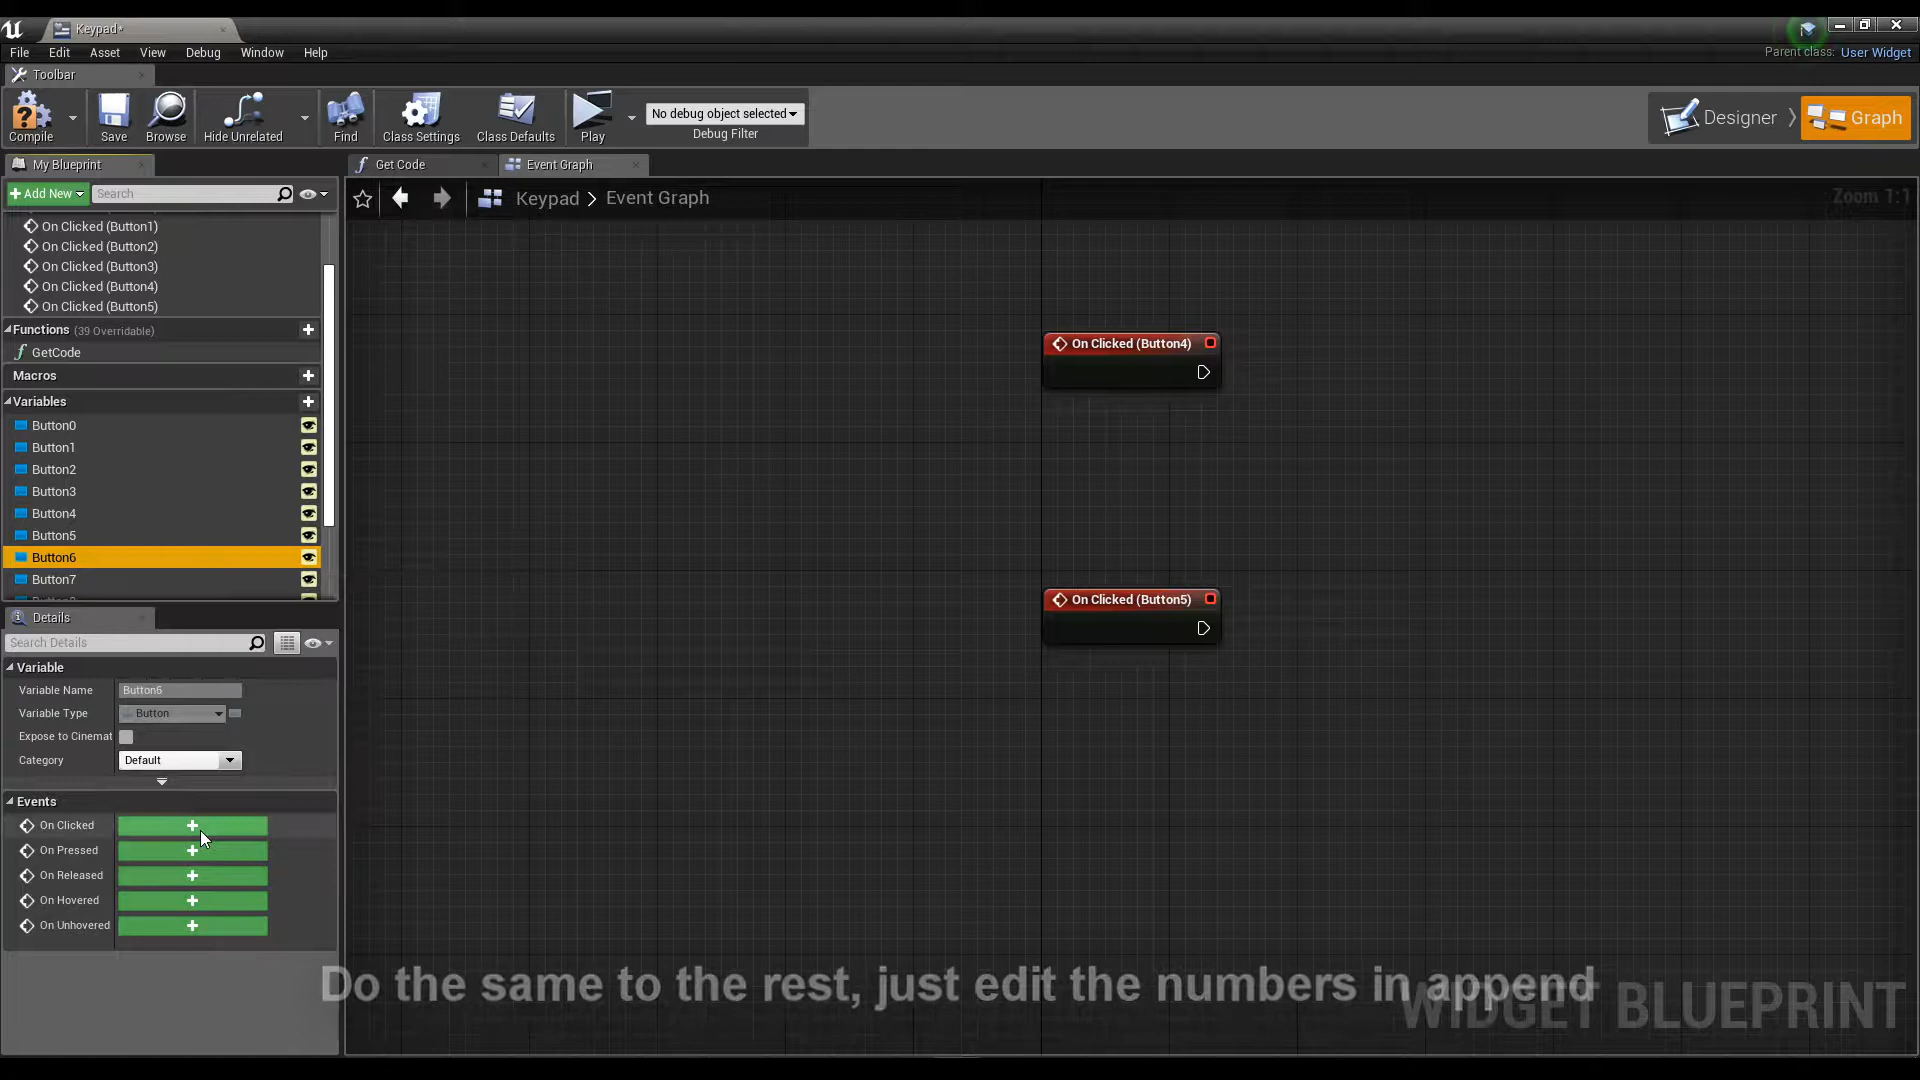 Keypad*
File Edit Asset View Debug Window Help
Parent class: User Widget
Toolbar
Compile Save Browse Hide Unrelated Find Class Settings Class Defaults Play No debug object selected Debug Filter Designer Graph
My Blueprint
Get Code Event Graph
Add New Search
Keypad > Event Graph
Zoom 1:1
On Clicked (Button1)
On Clicked (Button2)
On Clicked (Button3)
On Clicked (Button4)
On Clicked (Button5)
Functions (39 Overridable)
GetCode
Macros
Variables
Button0
Button1
Button2
Button3
Button4
Button5
Button6
Button7
On Clicked (Button4)
On Clicked (Button5)
Details
Search Details
Variable
Variable Name Button6
Variable Type Button
Expose to Cinemat
Category Default
Events
On Clicked
On Pressed
On Released
On Hovered
On Unhovered
Do the same to the rest, just edit the numbers in append
WIDGET BLUEPRINT